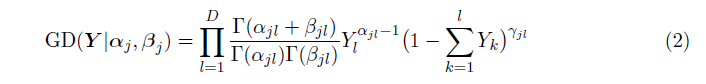 GD(Y|α_j, β_j) = ∏_{l=1}^{D} \frac{Γ(α_{jl} + β_{jl})}{Γ(α_{jl})Γ(β_{jl})} Y_l^{α_{jl}-1} (1 − ∑_{k=1}^{l} Y_k)^{γ_{jl}} (2)